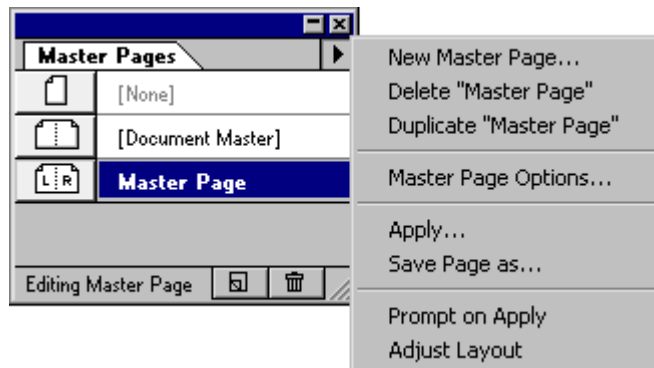 Master Pages
[None]
[Document Master]
L R
Master Page
Editing Master Page
New Master Page...
Delete "Master Page"
Duplicate "Master Page"
Master Page Options...
Apply...
Save Page as...
Prompt on Apply
Adjust Layout